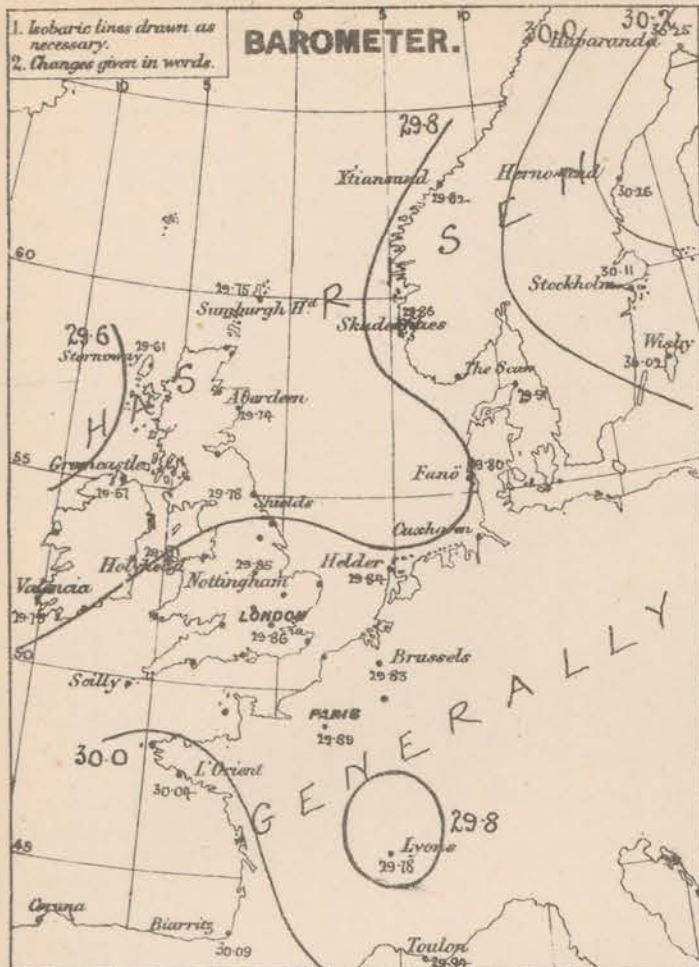 1. Isobaric lines drawn as
necessary.
2. Changes given in words.
BAROMETER.
10
5
0
5
10
30.0
30.2
Haparanda
30.25
29.8
Xtiansund
29.82
Hernosand
30.26
H
E
S
60
29.75
Sumburgh Hd.
R
29.86
Skudesnaes
30.11
Stockholm
29.6
Stornoway
29.61
S
A
H
The Scaw
29.91
Wisby
30.09
Aberdeen
29.74
55
Greencastle
29.67
29.78
Shields
Fanö
29.80
Cuxhaven
Holyhead
29.85
Nottingham
Helder
29.84
Valencia
LONDON
29.86
50
Brussels
29.83
Scilly
PARIS
29.89
GENERALLY
30.0
L'Orient
29.8
45
Lyons
29.78
Coruna
Biarritz
30.09
Toulon